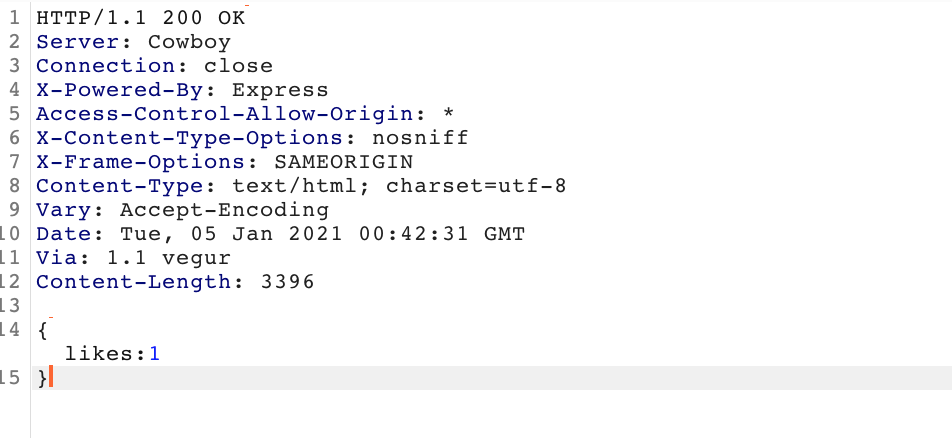 1 HTTP/1.1 200 OK
2 Server: Cowboy
3 Connection: close
4 X-Powered-By: Express
5 Access-Control-Allow-Origin: *
6 X-Content-Type-Options: nosniff
7 X-Frame-Options: SAMEORIGIN
8 Content-Type: text/html; charset=utf-8
9 Vary: Accept-Encoding
10 Date: Tue, 05 Jan 2021 00:42:31 GMT
11 Via: 1.1 vegur
12 Content-Length: 3396
13
14 {
likes:1
15 }